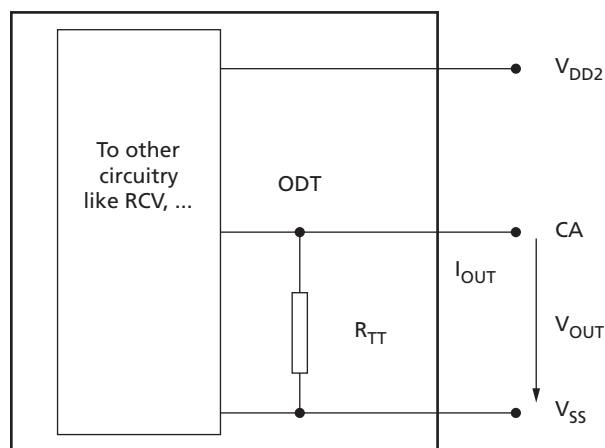 V_DD2
To other
circuitry
like RCV, ...
ODT
CA
I_OUT
R_TT
V_OUT
V_SS